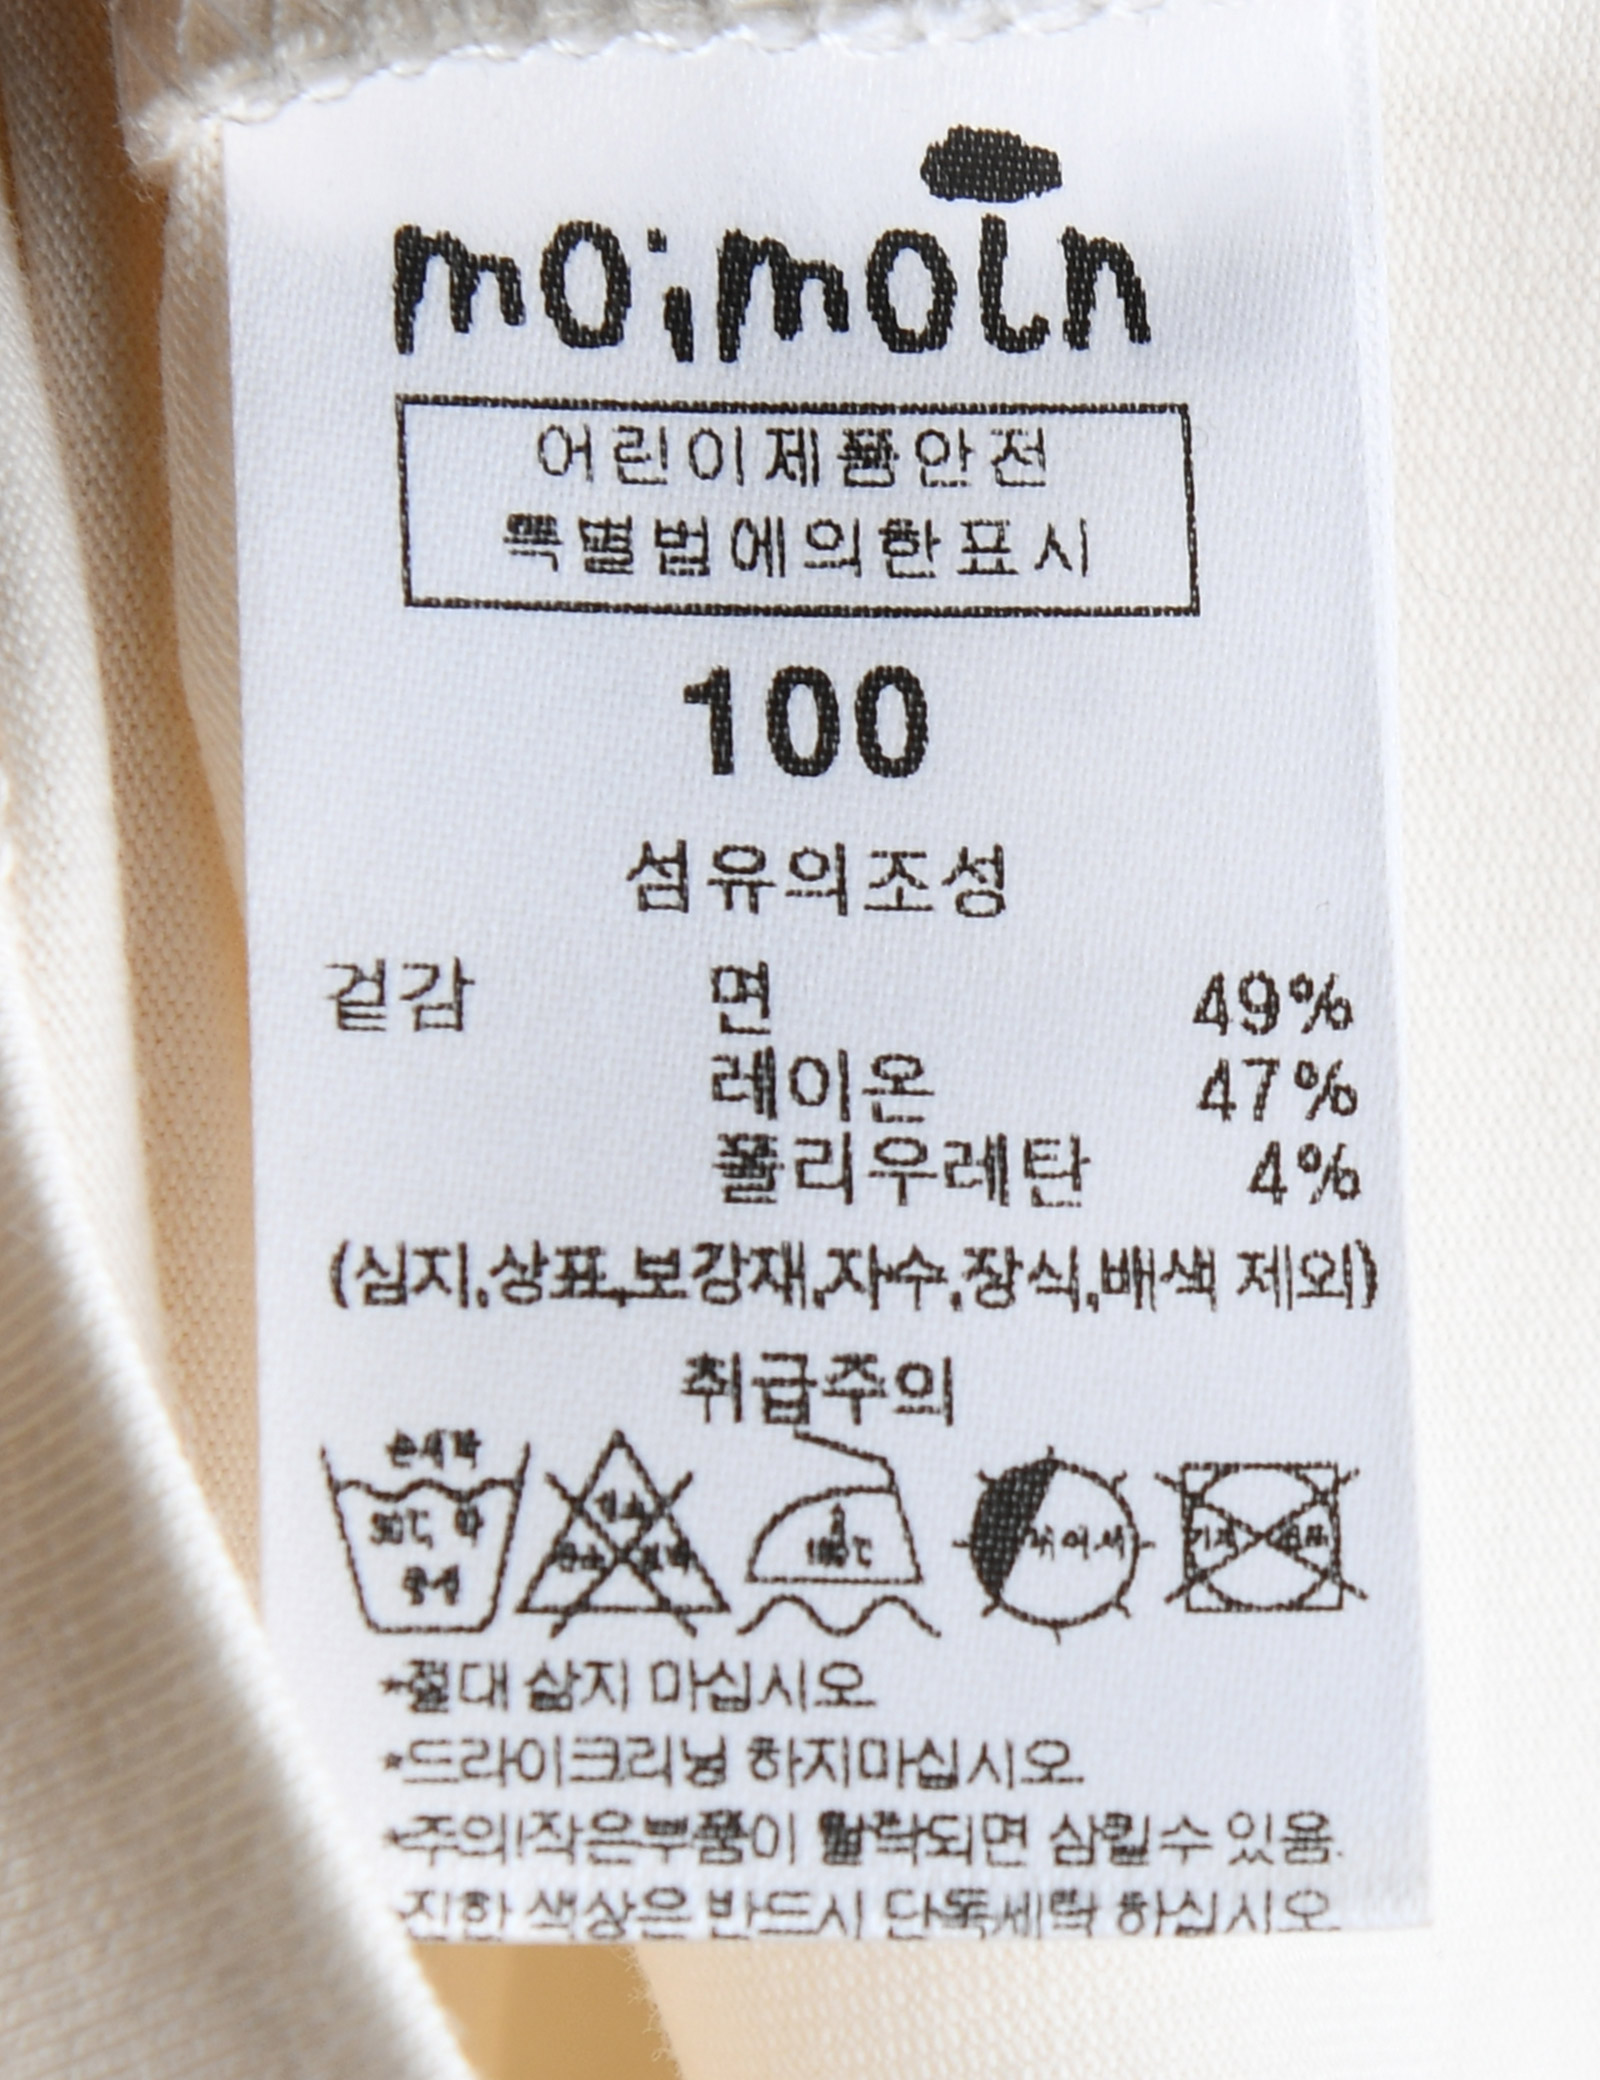 moimoln
어린이제품안전
특별법에의한표시
100
섬유의조성
겉감 면 49%
레이온 47%
폴리우레탄 4%
(심지,상표,보강재,자수,장식,배색 제외)
취급주의
손세탁
30℃ 약
중성
뉘어서
*절대 삶지 마십시오
*드라이크리닝 하지마십시오
*주의!작은부품이 탈락되면 삼킬수 있음.
진한 색상은 반드시 단독세탁 하십시오